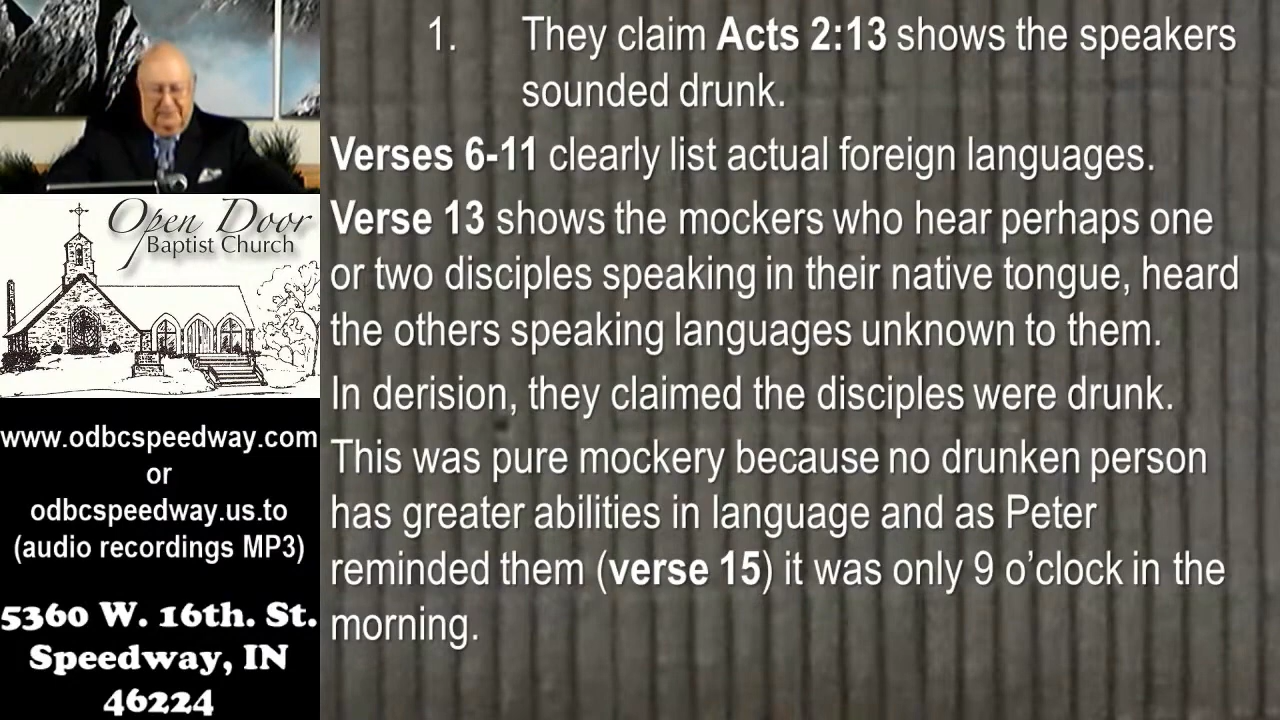 1. They claim Acts 2:13 shows the speakers
sounded drunk.
Verses 6-11 clearly list actual foreign languages.
Verse 13 shows the mockers who hear perhaps one
or two disciples speaking in their native tongue, heard
the others speaking languages unknown to them.
In derision, they claimed the disciples were drunk.
This was pure mockery because no drunken person
has greater abilities in language and as Peter
reminded them (verse 15) it was only 9 o’clock in the
morning.
Open Door
Baptist Church
www.odbcspeedway.com
or
odbcspeedway.us.to
(audio recordings MP3)
5360 W. 16th. St.
Speedway, IN
46224